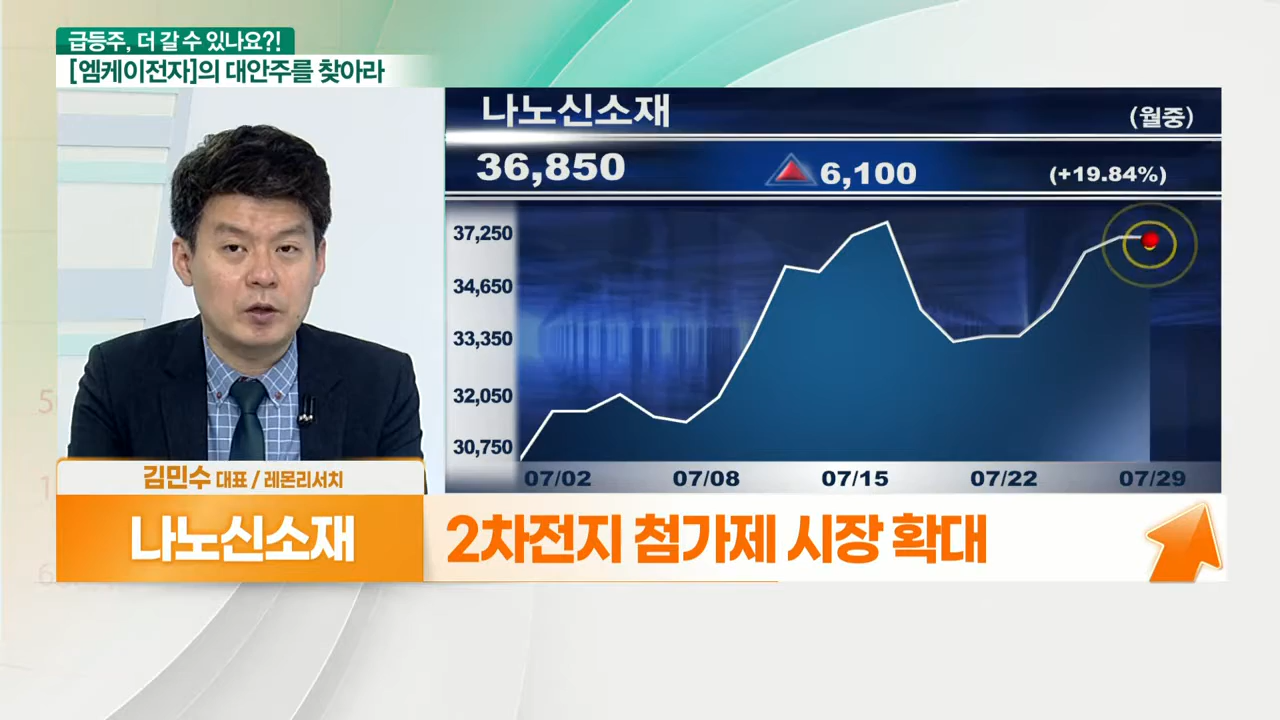 급등주, 더 갈 수 있나요?!
[엠케이전자]의 대안주를 찾아라
나노신소재 (월중)
36,850 6,100 (+19.84%)
37,250
34,650
33,350
32,050
30,750
07/02 07/08 07/15 07/22 07/29
김민수 대표 / 레몬리서치
나노신소재
2차전지 첨가제 시장 확대